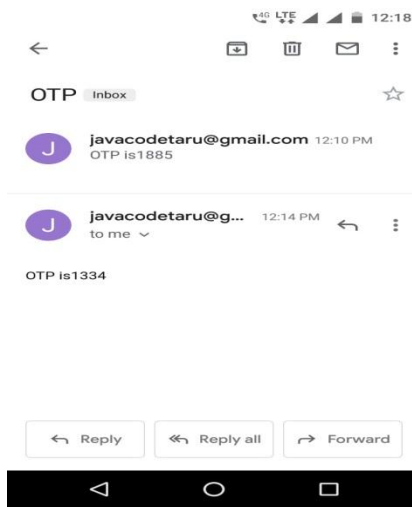 4G LTE 12:18
OTP Inbox
javacodetaru@gmail.com 12:10 PM
OTP is1885
javacodetaru@g... 12:14 PM
to me
OTP is1334
Reply Reply all Forward
J
J